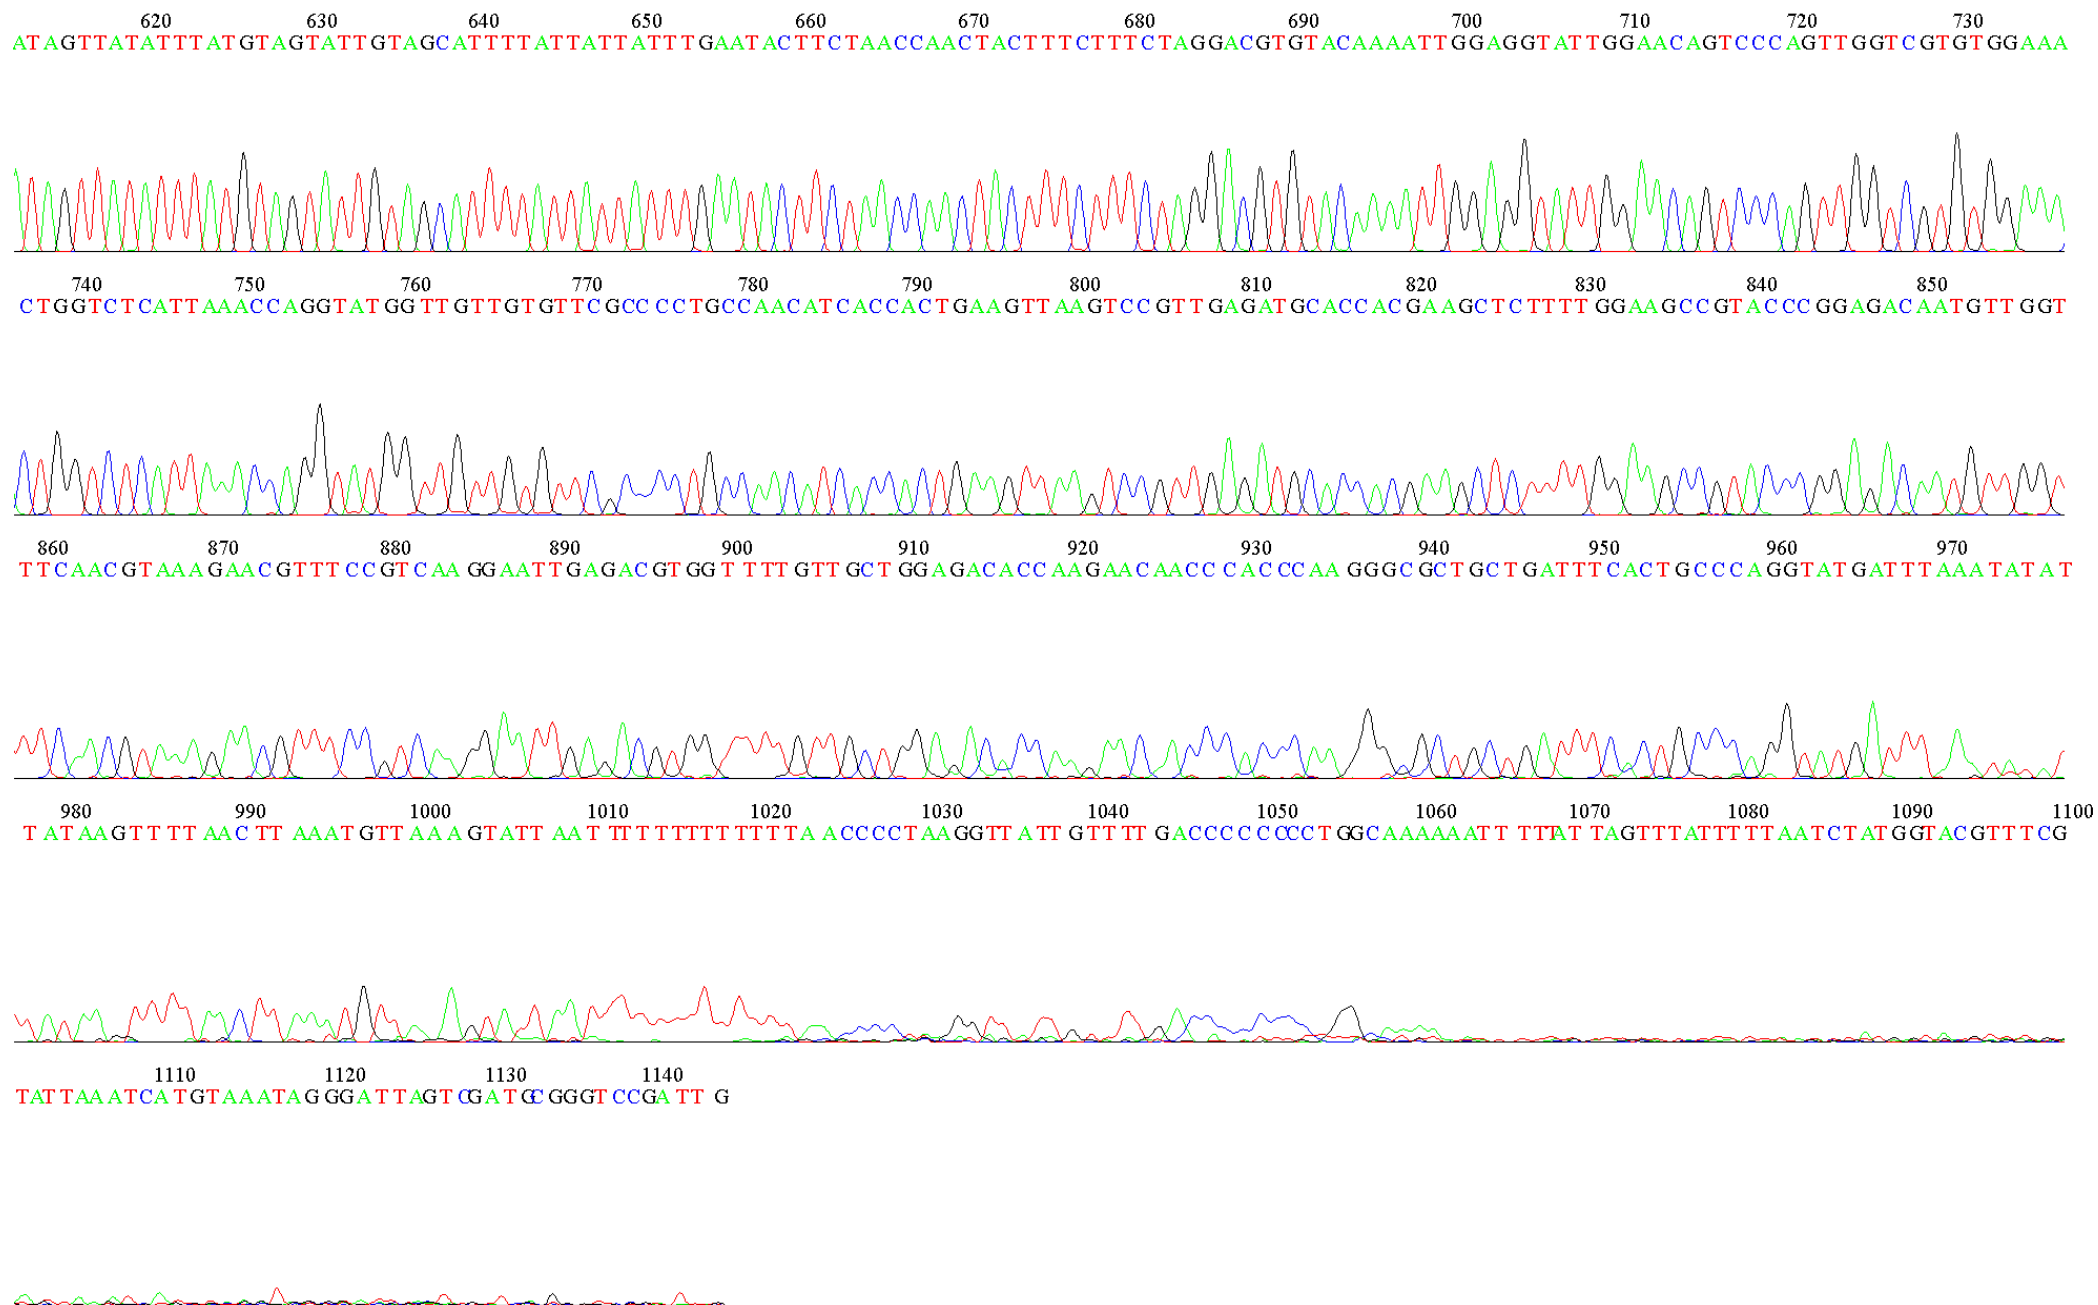 620 630 640 650 660 670 680 690 700 710 720 730
ATAGTTATATTTATGTAGTATTGTAGCATTTTATTATTATTTGAATACTTCTAACCAACTACTTTCTTTCTAGGACGTGTACAAAATTGGAGGTATTGGAACAGTCCCAGTTGGTCGTGTGGAAA
740 750 760 770 780 790 800 810 820 830 840 850
CTGGTCTCATTAAACCAGGTATGGTTGTTGTGTTCGCCCCTGCCAACATCACCACTGAAGTTAAGTCCGTTGAGATGCACCACGAAGCTCTTTTGGAAGCCGTACCCGGAGACAATGTTGGT
860 870 880 890 900 910 920 930 940 950 960 970
TTCAACGTAAAGAACGTTTCCGTCAAGGAATTGAGACGTGGTTTTGTTGCTGGAGACACCAAGAACAACCCACCCAAGGGCGCTGCTGATTTCACTGCCCAGGTATGATTTAAATATAT
980 990 1000 1010 1020 1030 1040 1050 1060 1070 1080 1090 1100
TATAAGTTTTAACTTAAATGTTAAAGTATTAATTTTTTTTTTTTTAACCCCTAAGGTTATTGTTTTGACCCCCCCCTGGCAAAAAATTTTTATTAGTTTATTTTTAATCTATGGTACGTTTCG
1110 1120 1130 1140
TATTAAATCATGTAAATAGGGATTAGTCGATGCGGGTCCGATTG